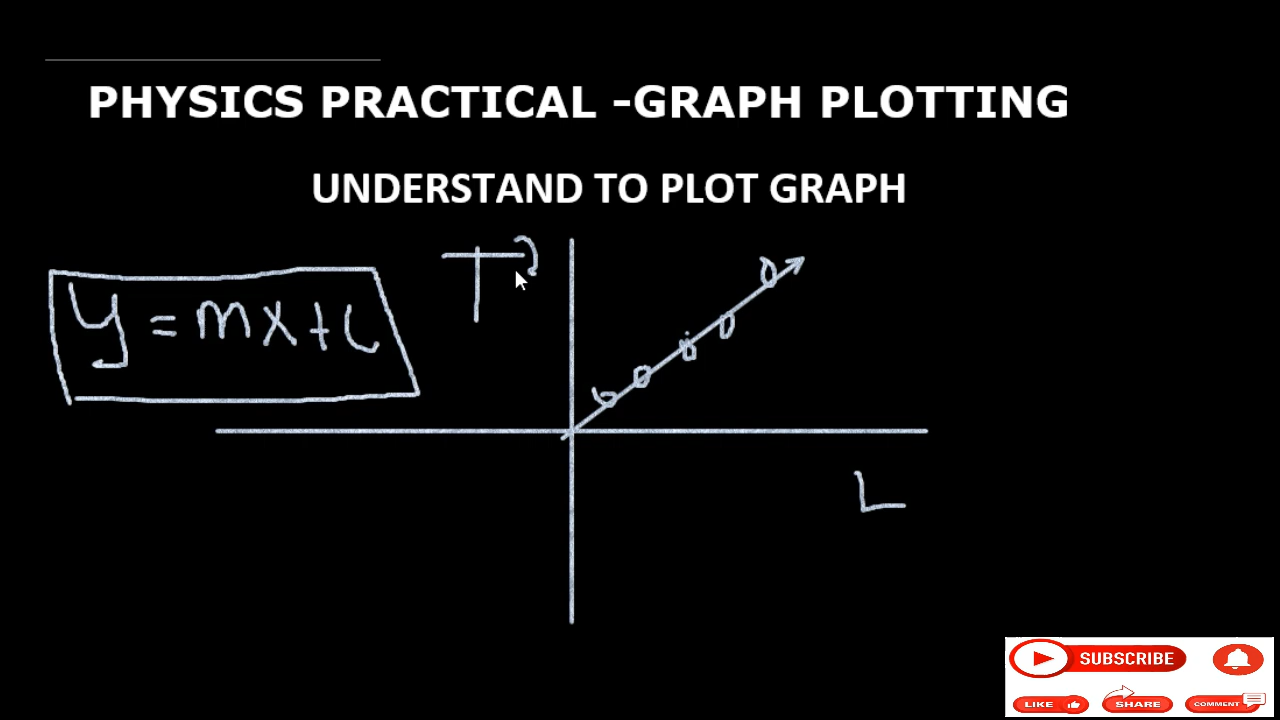 PHYSICS PRACTICAL -GRAPH PLOTTING
UNDERSTAND TO PLOT GRAPH
T²
y = mx+c
L
SUBSCRIBE
LIKE SHARE COMMENT